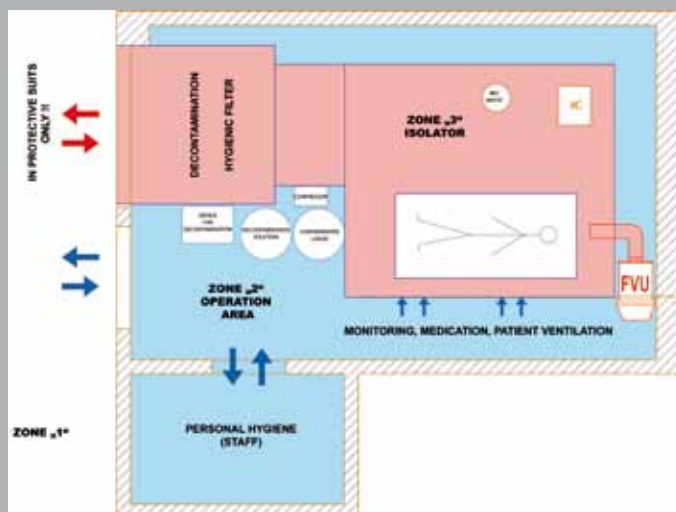 IN PROTECTIVE SUITS
ONLY !!
DECONTAMINATION
HYGIENIC FILTER
ZONE „3“
ISOLATOR
ZONE „2“
OPERATION
AREA
FVU
MONITORING, MEDICATION, PATIENT VENTILATION
ZONE „1“
PERSONAL HYGIENE
(STAFF)